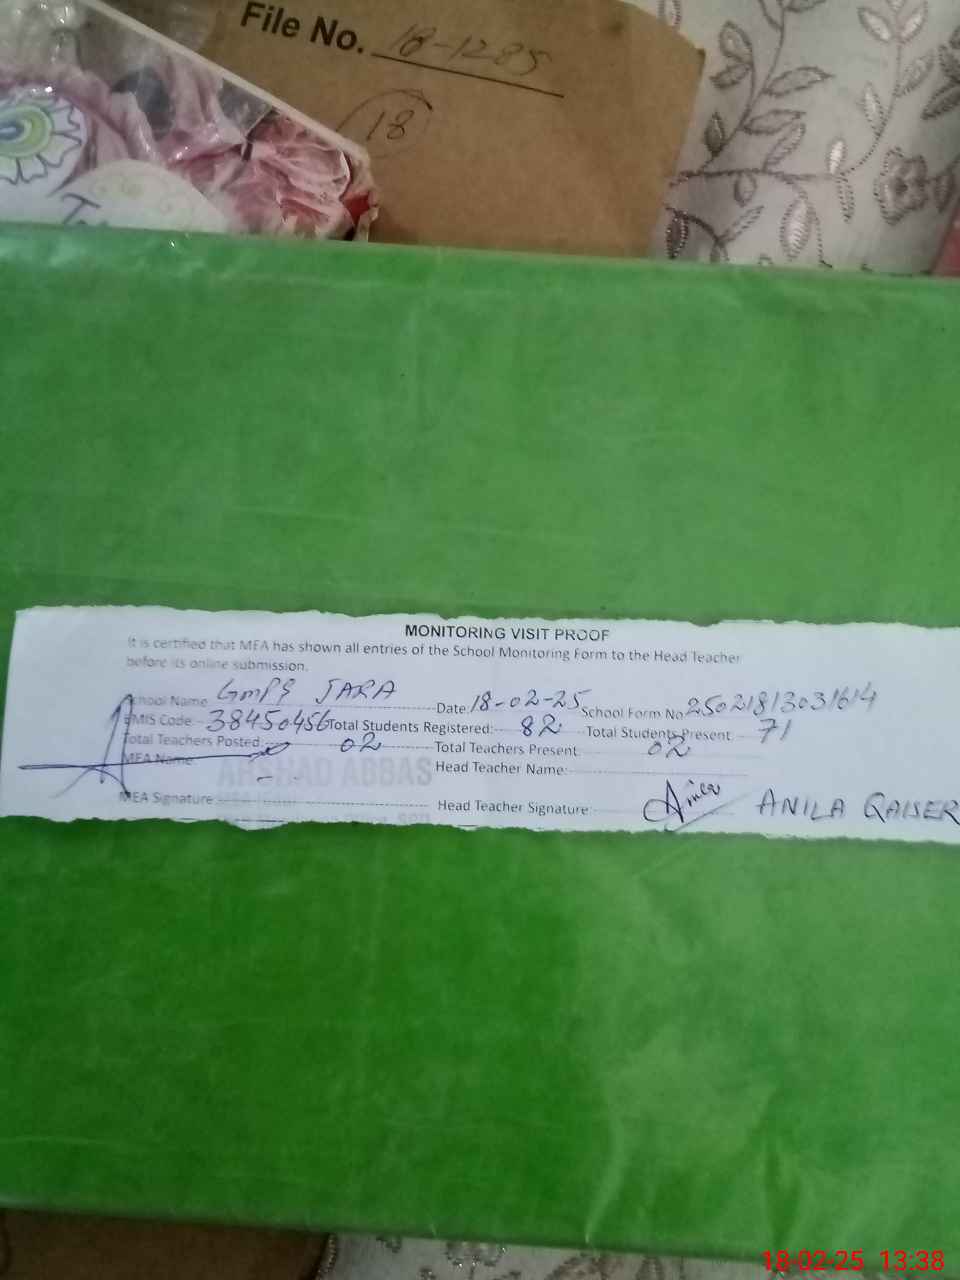 File No. 18-1285
18
MONITORING VISIT PROOF
It is certified that MEA has shown all entries of the School Monitoring Form to the Head Teacher
before its online submission.
School Name GMPS JARA Date: 18-02-25 School Form No 25021813031614
EMIS Code:- 38450456 Total Students Registered:- 82 Total Students Present:- 71
Total Teachers Posted:- 02 Total Teachers Present: 02
MEA Name: ARSHAD ABBAS Head Teacher Name:
MEA Signature: Head Teacher Signature:- Anila ANILA QAISER
18-02-25 13:38